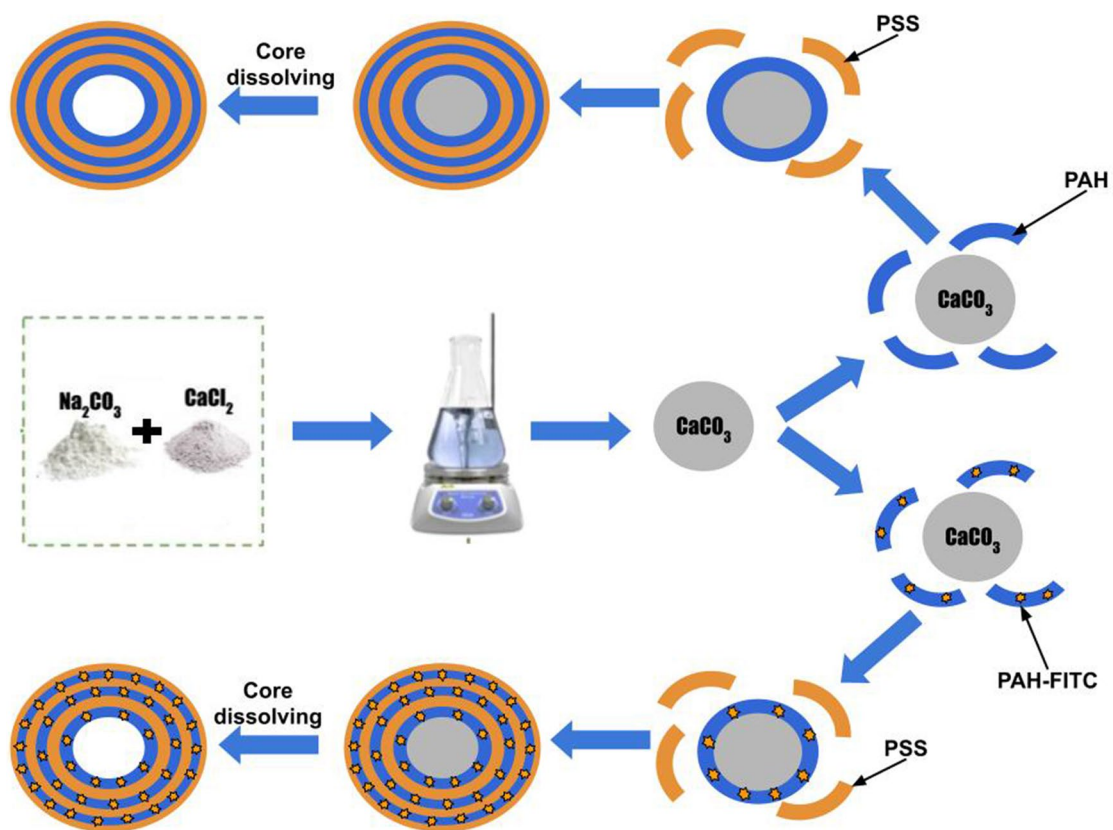 PSS
Core
dissolving
PAH
CaCO₃
Na₂CO₃
+
CaCl₂
CaCO₃
CaCO₃
PAH-FITC
Core
dissolving
PSS